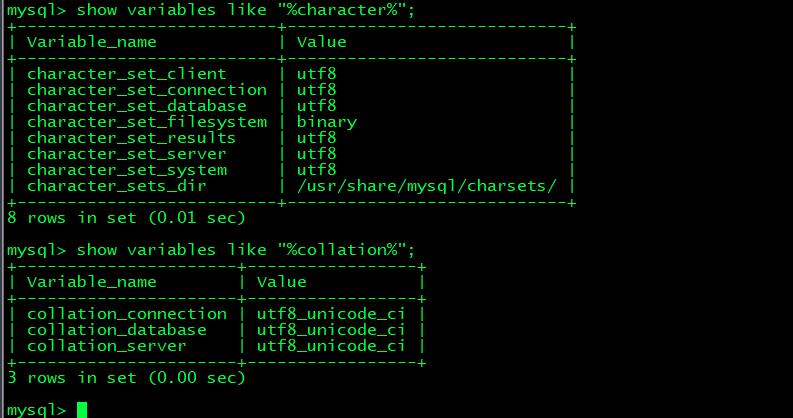 mysql> show variables like "%character%";
+--------------------------+----------------------------+
| Variable_name            | Value                      |
+--------------------------+----------------------------+
| character_set_client     | utf8                       |
| character_set_connection | utf8                       |
| character_set_database   | utf8                       |
| character_set_filesystem | binary                     |
| character_set_results    | utf8                       |
| character_set_server     | utf8                       |
| character_set_system     | utf8                       |
| character_sets_dir       | /usr/share/mysql/charsets/ |
+--------------------------+----------------------------+
8 rows in set (0.01 sec)
mysql> show variables like "%collation%";
+----------------------+-----------------+
| Variable_name        | Value           |
+----------------------+-----------------+
| collation_connection | utf8_unicode_ci |
| collation_database   | utf8_unicode_ci |
| collation_server     | utf8_unicode_ci |
+----------------------+-----------------+
3 rows in set (0.00 sec)
mysql>